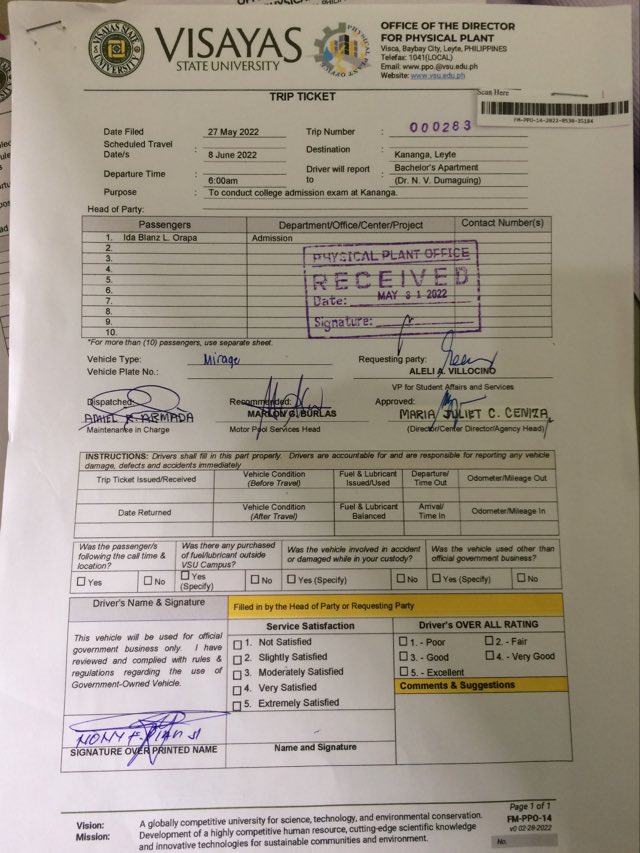 VISAYAS STATE UNIVERSITY
VISAYAS
STATE UNIVERSITY
PHYSICAL PLANT OFFICE
OFFICE OF THE DIRECTOR
FOR PHYSICAL PLANT
Visca, Baybay City, Leyte, PHILIPPINES
Telefax: 1041(LOCAL)
Email: www.ppo.@vsu.edu.ph
Website: www.vsu.edu.ph
Scan Here
FM-PPO-14-2022-0530-35184
TRIP TICKET
Date Filed : 27 May 2022 Trip Number : 000283
Scheduled Travel Date/s : 8 June 2022 Destination : Kananga, Leyte
Departure Time : 6:00am Driver will report to : Bachelor's Apartment (Dr. N. V. Dumaguing)
Purpose : To conduct college admission exam at Kananga.
Head of Party:
Passengers Department/Office/Center/Project Contact Number(s)
1. Ida Blanz L. Orapa Admission
2.
3.
4.
5.
6.
7.
8.
9.
10.
PHYSICAL PLANT OFFICE
RECEIVED
Date: MAY 31 2022
Signature:
*For more than (10) passengers, use separate sheet.
Vehicle Type: Mirage Requesting party:
Vehicle Plate No.: ALELI A. VILLOCINO
VP for Student Affairs and Services
Dispatched: Recommended: Approved:
ADHEL R. ARMADA MARLON G. BURLAS MARIA JULIET C. CENIZA
Maintenance in Charge Motor Pool Services Head (Director/Center Director/Agency Head)
INSTRUCTIONS: Drivers shall fill in this part properly. Drivers are accountable for and are responsible for reporting any vehicle
damage, defects and accidents immediately
Trip Ticket Issued/Received Vehicle Condition (Before Travel) Fuel & Lubricant Issued/Used Departure/ Time Out Odometer/Mileage Out
Date Returned Vehicle Condition (After Travel) Fuel & Lubricant Balanced Arrival/ Time In Odometer/Mileage In
Was the passenger/s following the call time & location? Was there any purchased of fuel/lubricant outside VSU Campus? Was the vehicle involved in accident or damaged while in your custody? Was the vehicle used other than official government business?
Yes No Yes (Specify) No Yes (Specify) No Yes (Specify) No
Driver's Name & Signature Filled in by the Head of Party or Requesting Party
This vehicle will be used for official
government business only. I have
reviewed and complied with rules &
regulations regarding the use of
Government-Owned Vehicle.
SIGNATURE OVER PRINTED NAME
Service Satisfaction
1. Not Satisfied
2. Slightly Satisfied
3. Moderately Satisfied
4. Very Satisfied
5. Extremely Satisfied
Name and Signature
Driver's OVER ALL RATING
1. - Poor 2. - Fair
3. - Good 4. - Very Good
5. - Excellent
Comments & Suggestions
Vision: A globally competitive university for science, technology, and environmental conservation.
Mission: Development of a highly competitive human resource, cutting-edge scientific knowledge
and innovative technologies for sustainable communities and environment.
Page 1 of 1
FM-PPO-14
v0 02-28-2022
No.